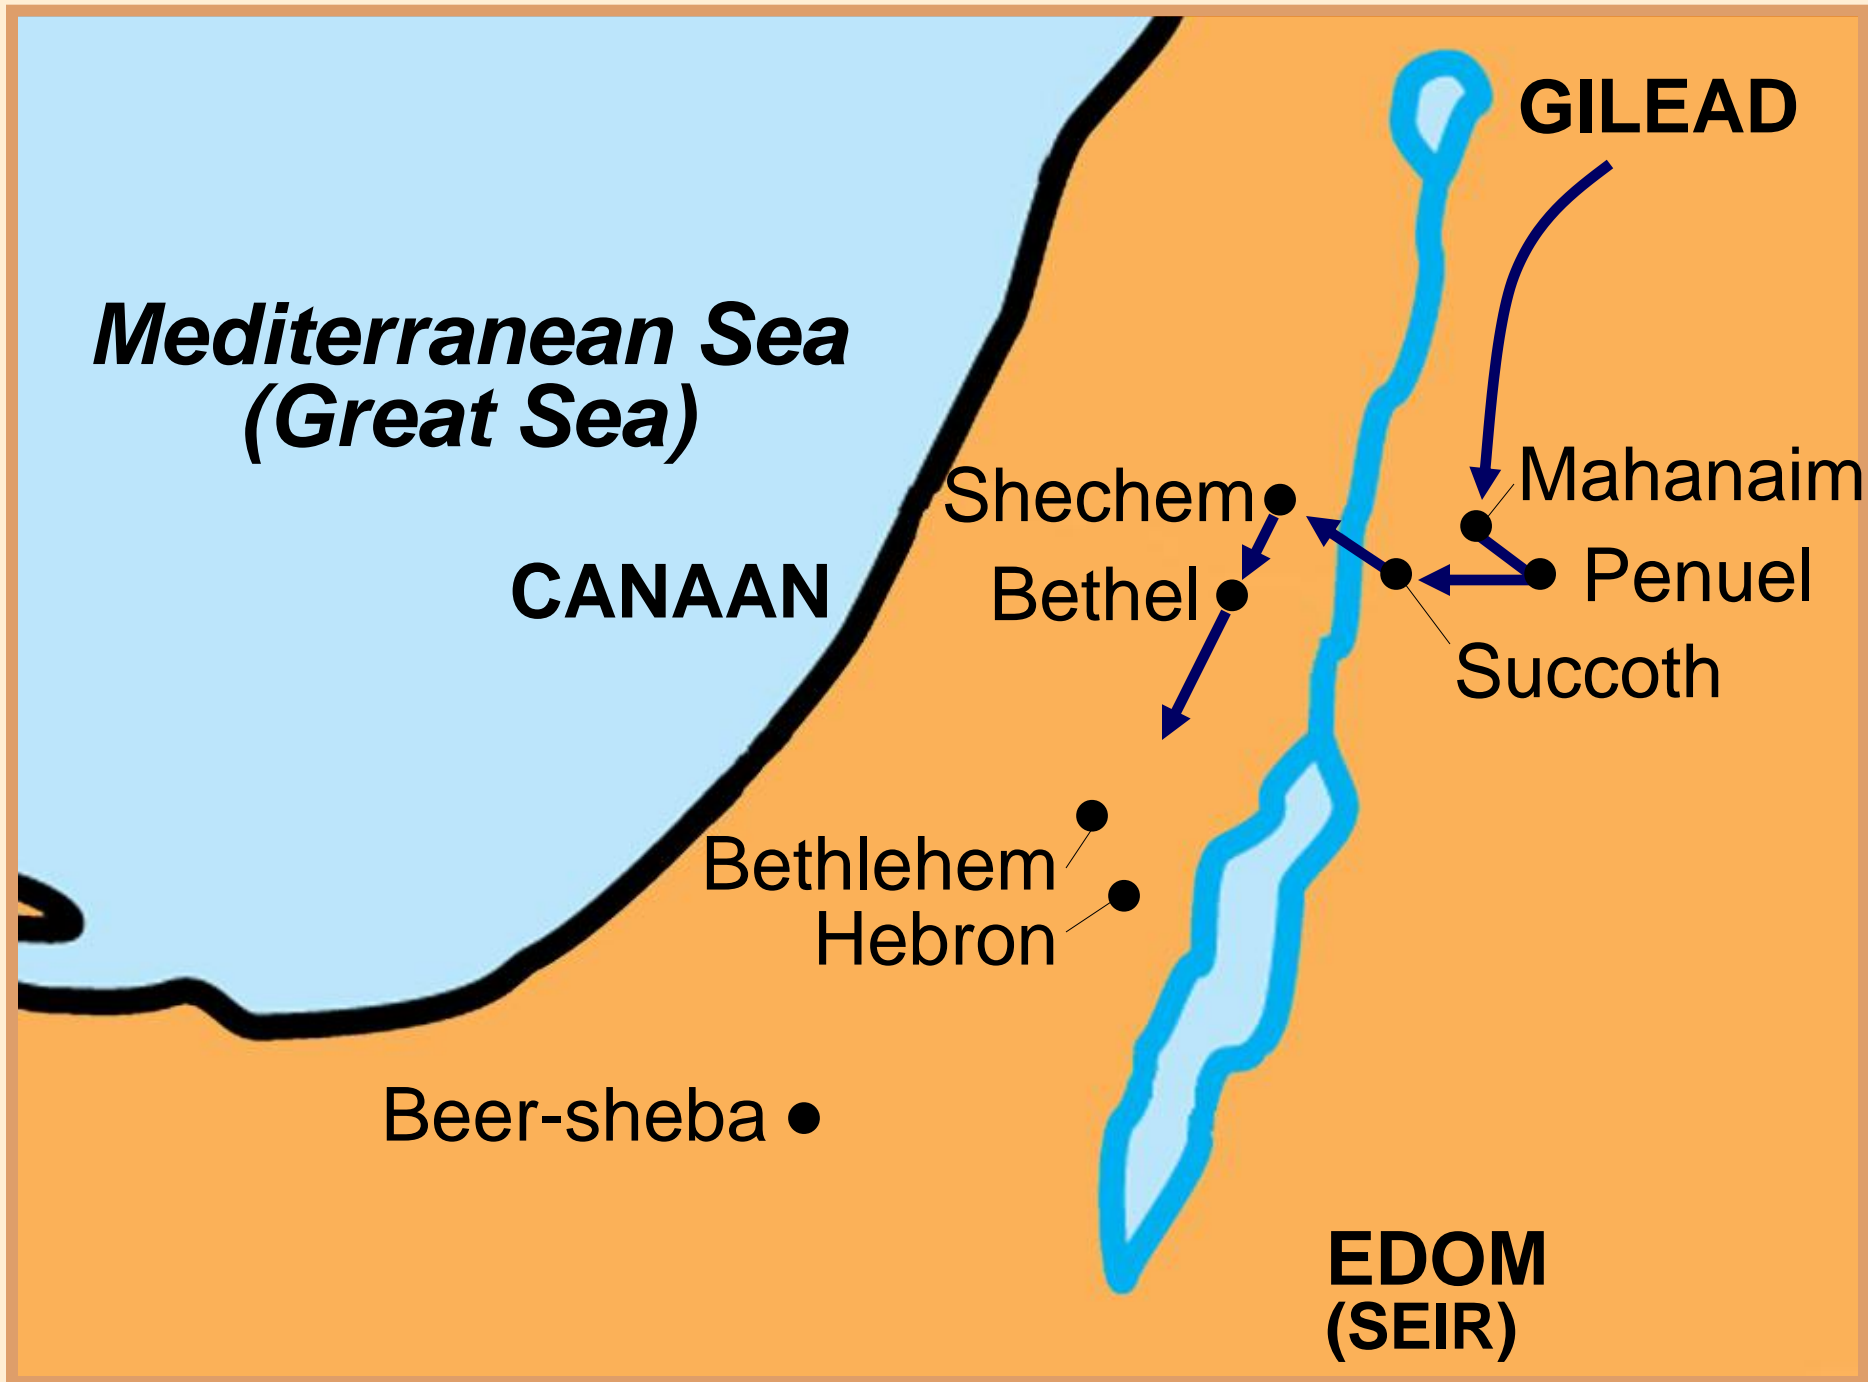 GILEAD
Mediterranean Sea
(Great Sea)
Mahanaim
Shechem
Penuel
CANAAN
Bethel
Succoth
Bethlehem
Hebron
Beer-sheba
EDOM
(SEIR)